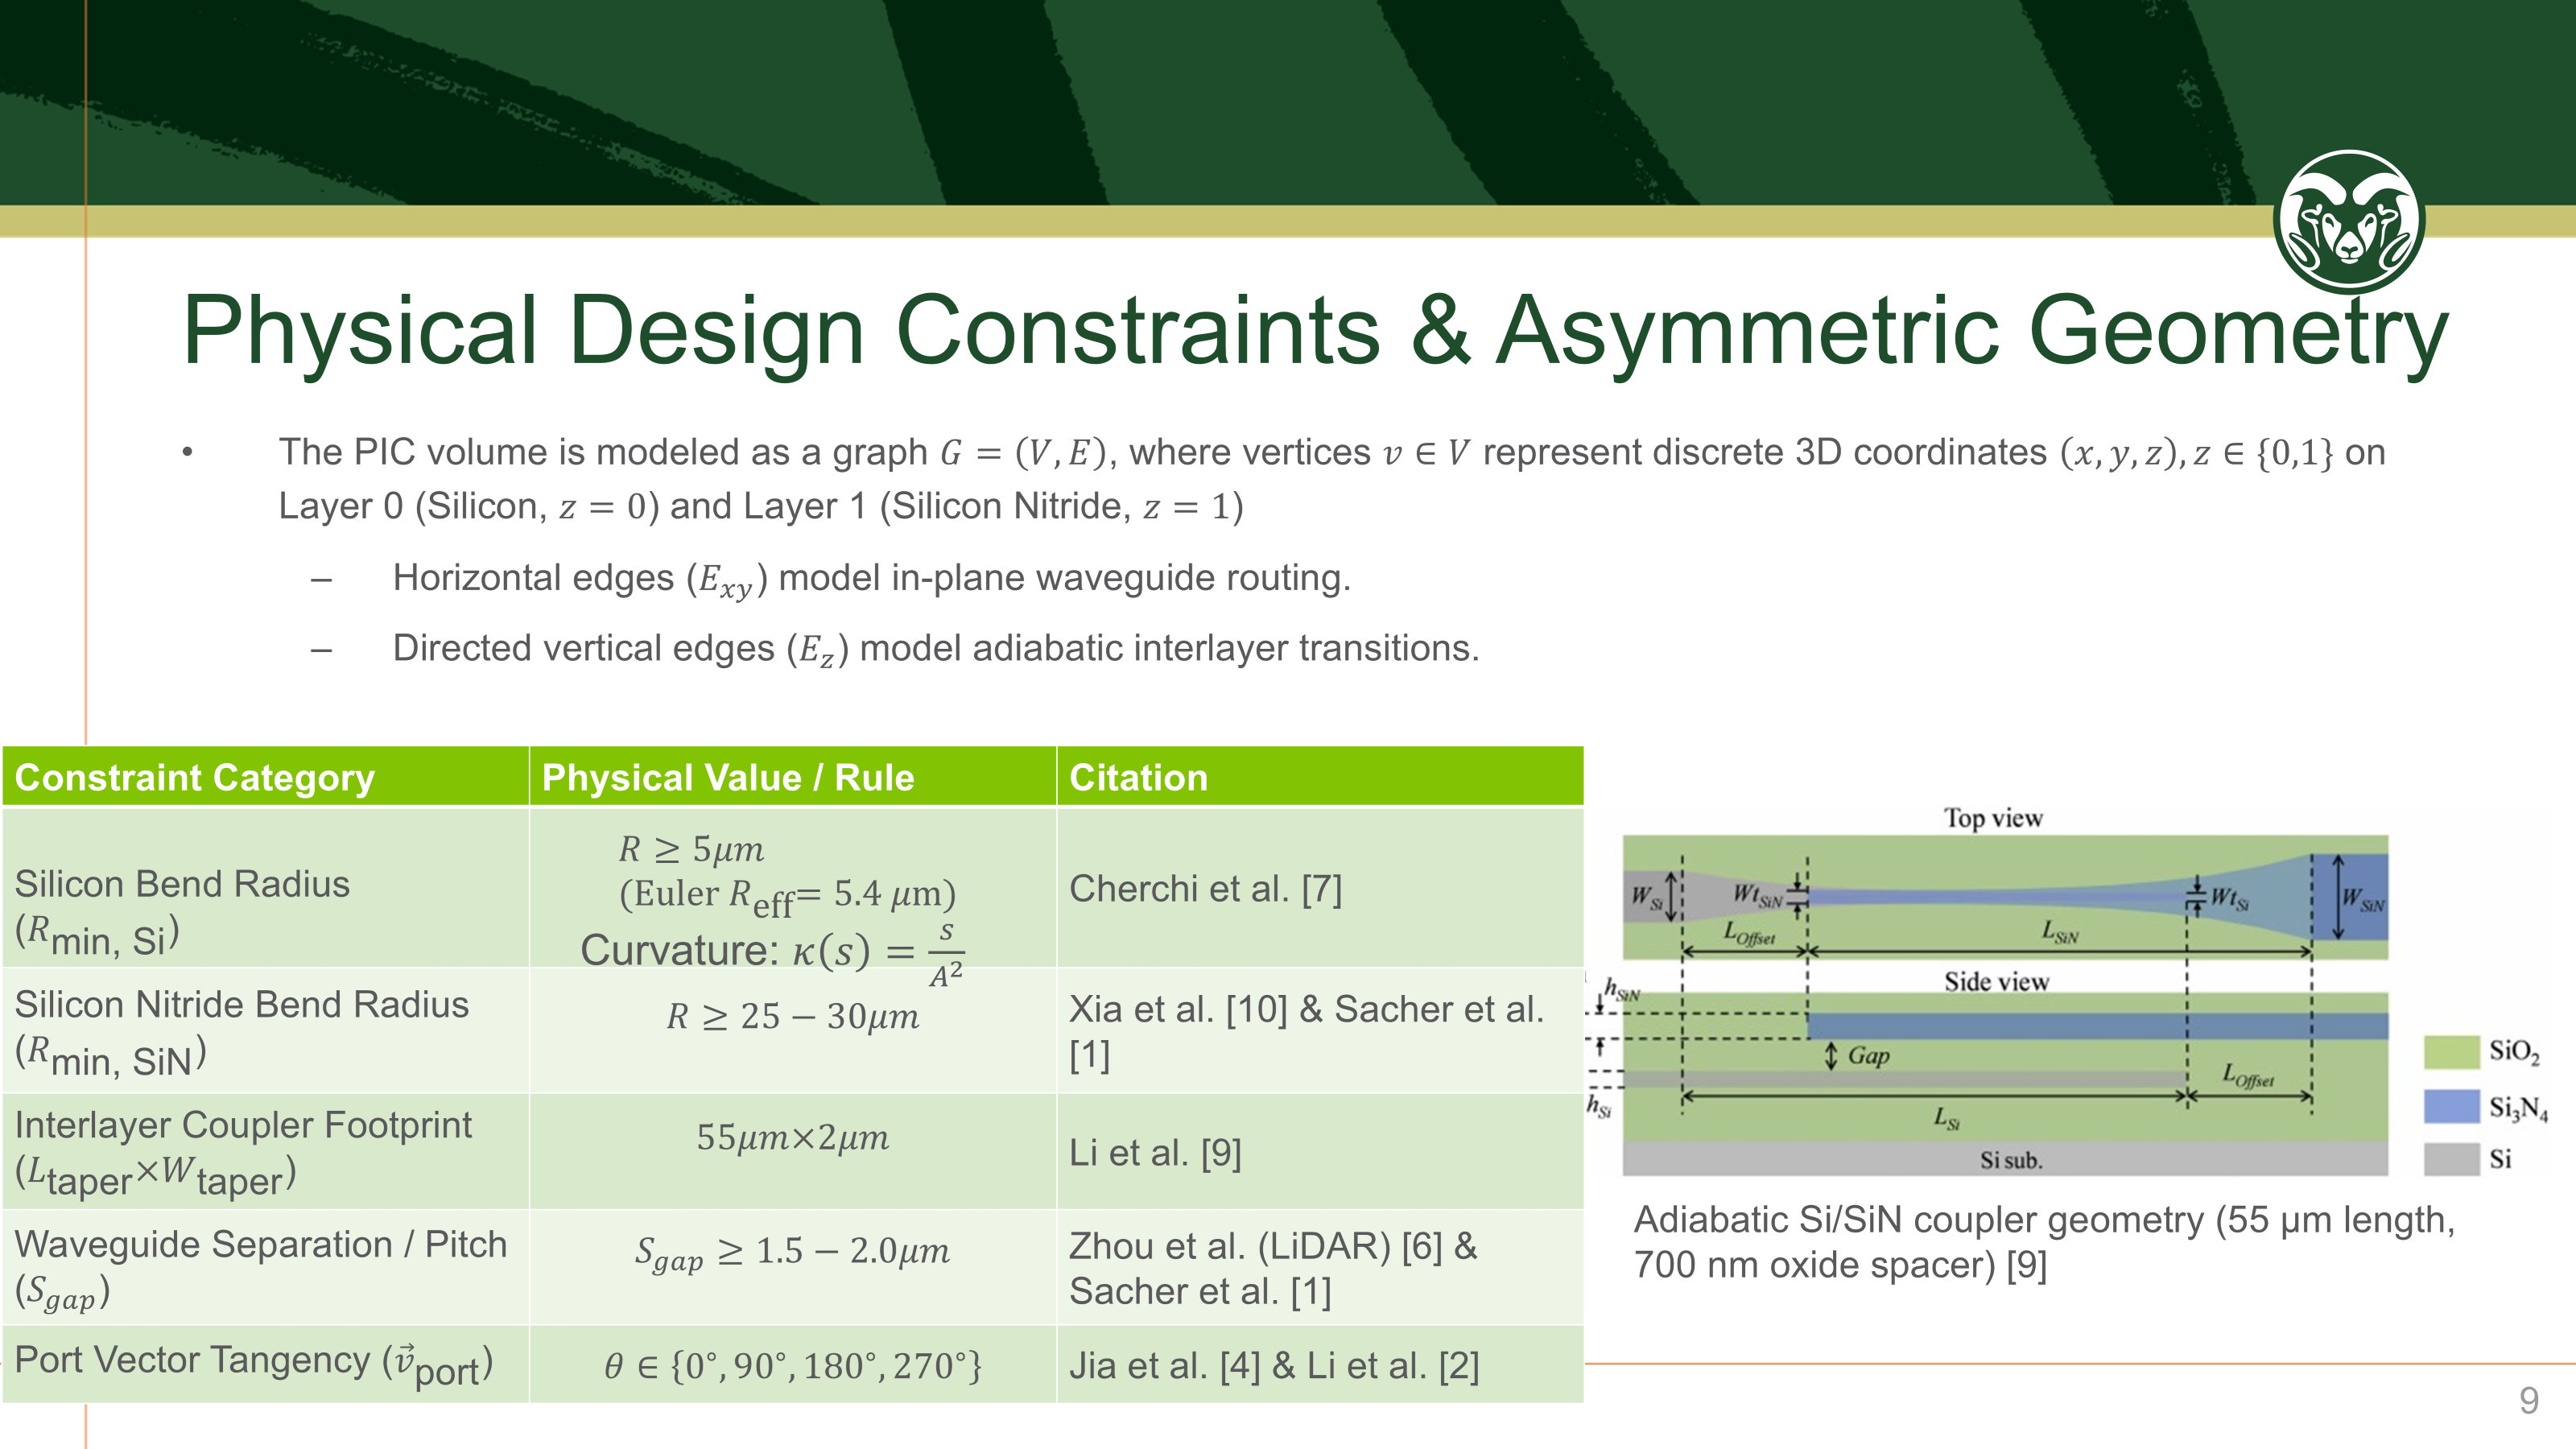 Physical Design Constraints & Asymmetric Geometry
• The PIC volume is modeled as a graph G = (V, E), where vertices v ∈ V represent discrete 3D coordinates (x, y, z), z ∈ {0,1} on
Layer 0 (Silicon, z = 0) and Layer 1 (Silicon Nitride, z = 1)
– Horizontal edges (E_xy) model in-plane waveguide routing.
– Directed vertical edges (E_z) model adiabatic interlayer transitions.
Constraint Category Physical Value / Rule Citation
Silicon Bend Radius
(R_min, Si)
R ≥ 5μm
(Euler R_eff= 5.4 μm)
Curvature: κ(s) = s/A²
Cherchi et al. [7]
Silicon Nitride Bend Radius
(R_min, SiN)
R ≥ 25 − 30μm
Xia et al. [10] & Sacher et al.
[1]
Interlayer Coupler Footprint
(L_taper×W_taper)
55μm×2μm
Li et al. [9]
Waveguide Separation / Pitch
(S_gap)
S_gap ≥ 1.5 − 2.0μm
Zhou et al. (LiDAR) [6] &
Sacher et al. [1]
Port Vector Tangency (v⃗_port)
θ ∈ {0°, 90°, 180°, 270°}
Jia et al. [4] & Li et al. [2]
Top view
W_Si
Wt_SiN
Wt_Si
W_SiN
L_Offset
L_SiN
Side view
h_SiN
Gap
h_Si
L_Offset
L_Si
Si sub.
SiO₂
Si₃N₄
Si
Adiabatic Si/SiN coupler geometry (55 μm length,
700 nm oxide spacer) [9]
9